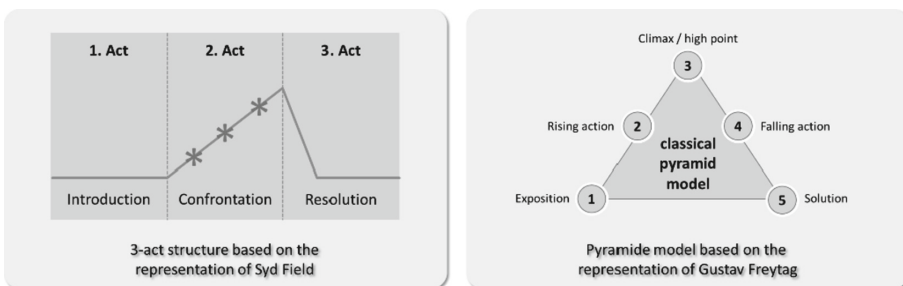 1. Act
2. Act
3. Act
Introduction
Confrontation
Resolution
3-act structure based on the
representation of Syd Field
Climax / high point
3
Rising action
2
4
Falling action
classical
pyramid
model
Exposition
1
5
Solution
Pyramide model based on the
representation of Gustav Freytag